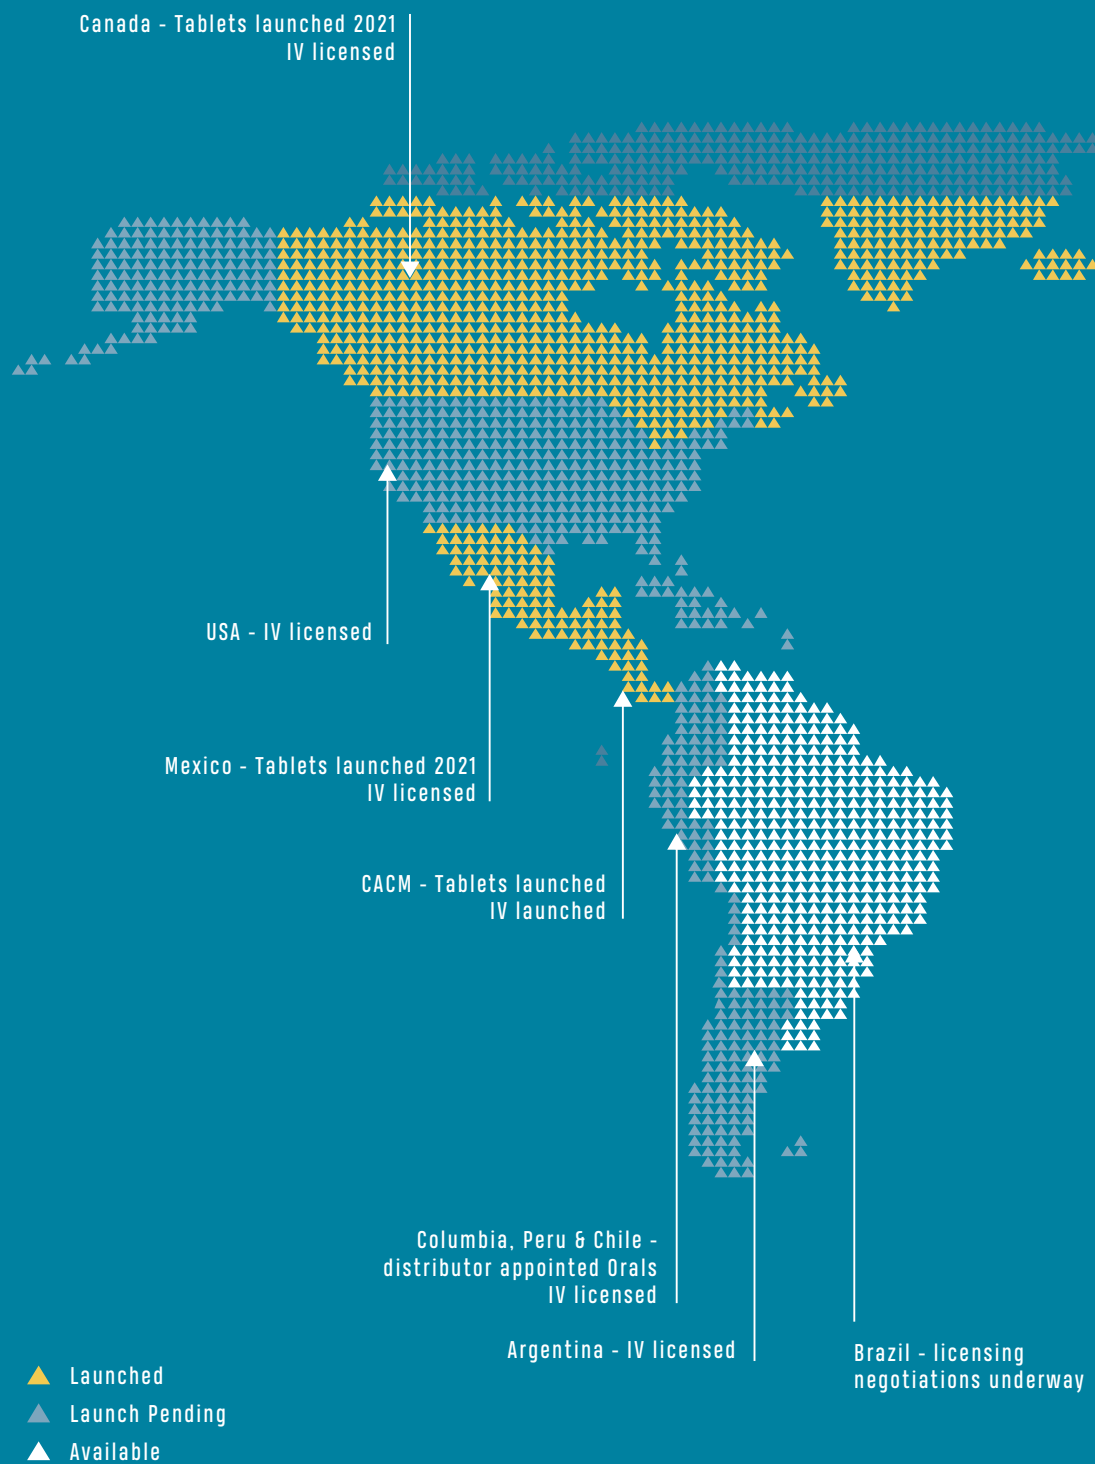 Canada - Tablets launched 2021
IV licensed
USA - IV licensed
Mexico - Tablets launched 2021
IV licensed
CACM - Tablets launched
IV launched
Columbia, Peru & Chile -
distributor appointed Orals
IV licensed
Argentina - IV licensed
Brazil - licensing
negotiations underway
Launched
Launch Pending
Available